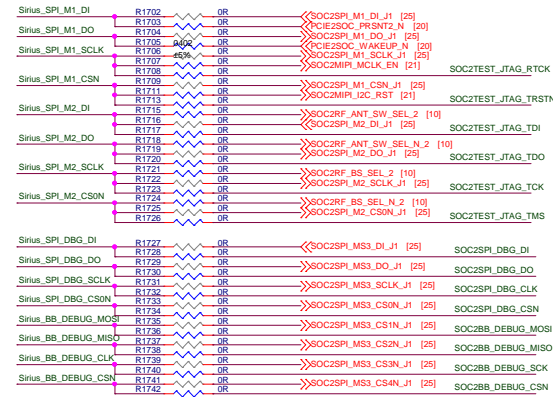 Sirius_SPI_M1_DI R1702 0R SOC2SPI_M1_DI_J1 [25]
R1703 0R PCIE2SOC_PRSNT2_N [20]
Sirius_SPI_M1_DO R1704 0R SOC2SPI_M1_DO_J1 [25]
R1705 0402 0R PCIE2SOC_WAKEUP_N [20]
Sirius_SPI_M1_SCLK R1706 ±5% 0R SOC2SPI_M1_SCLK_J1 [25]
R1707 0R SOC2MIPI_MCLK_EN [21]
R1708 0R SOC2TEST_JTAG_RTCK
Sirius_SPI_M1_CSN R1709 0R SOC2SPI_M1_CSN_J1 [25]
R1711 0R SOC2MIPI_I2C_RST [21]
R1713 0R SOC2TEST_JTAG_TRSTN
Sirius_SPI_M2_DI R1715 0R SOC2RF_ANT_SW_SEL_2 [10]
R1716 0R SOC2SPI_M2_DI_J1 [25]
R1717 0R SOC2TEST_JTAG_TDI
Sirius_SPI_M2_DO R1718 0R SOC2RF_ANT_SW_SEL_N_2 [10]
R1719 0R SOC2SPI_M2_DO_J1 [25]
R1720 0R SOC2TEST_JTAG_TDO
Sirius_SPI_M2_SCLK R1721 0R SOC2RF_BS_SEL_2 [10]
R1722 0R SOC2SPI_M2_SCLK_J1 [25]
R1723 0R SOC2TEST_JTAG_TCK
Sirius_SPI_M2_CS0N R1724 0R SOC2RF_BS_SEL_N_2 [10]
R1725 0R SOC2SPI_M2_CS0N_J1 [25]
R1726 0R SOC2TEST_JTAG_TMS
Sirius_SPI_DBG_DI R1727 0R SOC2SPI_MS3_DI_J1 [25]
R1728 0R SOC2SPI_DBG_DI
Sirius_SPI_DBG_DO R1729 0R SOC2SPI_MS3_DO_J1 [25]
R1730 0R SOC2SPI_DBG_DO
Sirius_SPI_DBG_SCLK R1731 0R SOC2SPI_MS3_SCLK_J1 [25]
R1732 0R SOC2SPI_DBG_CLK
Sirius_SPI_DBG_CS0N R1733 0R SOC2SPI_MS3_CS0N_J1 [25]
R1734 0R SOC2SPI_DBG_CSN
Sirius_BB_DEBUG_MOSI R1735 0R SOC2SPI_MS3_CS1N_J1 [25]
R1736 0R SOC2BB_DEBUG_MOSI
Sirius_BB_DEBUG_MISO R1737 0R SOC2SPI_MS3_CS2N_J1 [25]
R1738 0R SOC2BB_DEBUG_MISO
Sirius_BB_DEBUG_CLK R1739 0R SOC2SPI_MS3_CS3N_J1 [25]
R1740 0R SOC2BB_DEBUG_SCK
Sirius_BB_DEBUG_CSN R1741 0R SOC2SPI_MS3_CS4N_J1 [25]
R1742 0R SOC2BB_DEBUG_CSN